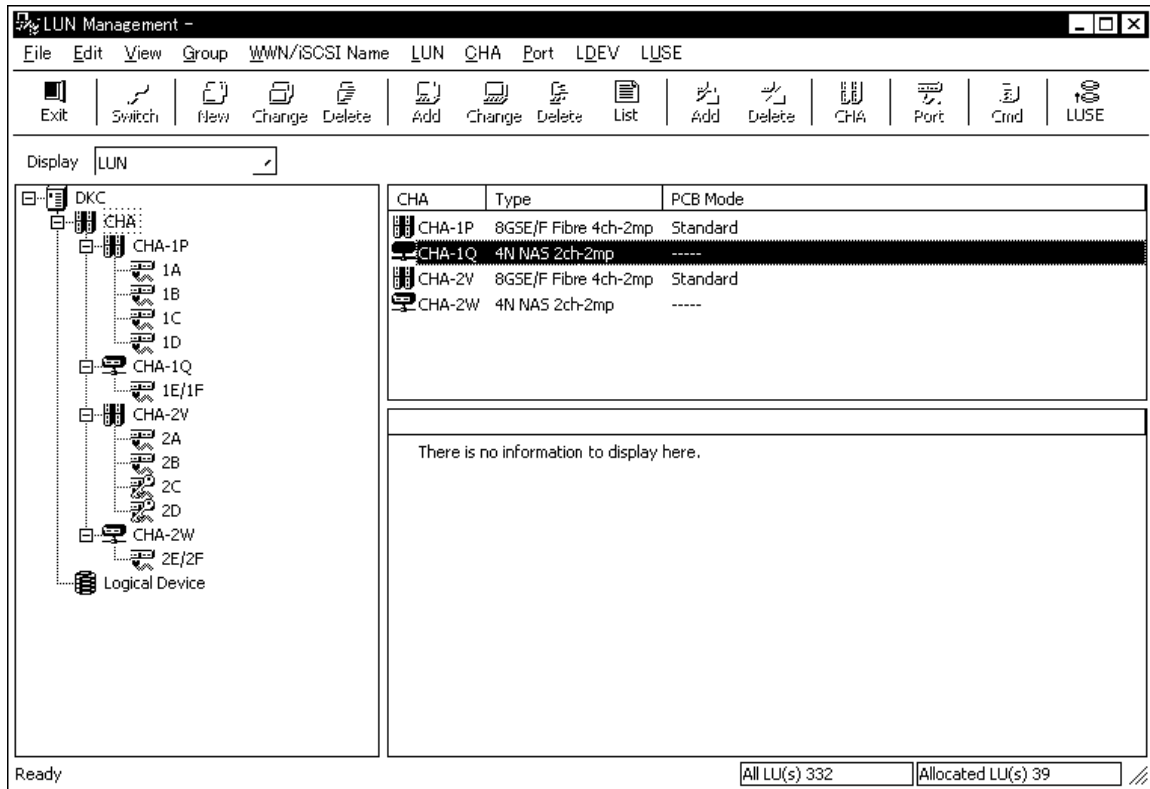 LUN Management -
File Edit View Group WWN/iSCSI Name LUN CHA Port LDEV LUSE
Exit Switch New Change Delete Add Change Delete List Add Delete CHA Port Cmd LUSE
Display LUN
DKC
CHA
CHA-1P
1A
1B
1C
1D
CHA-1Q
1E/1F
CHA-2V
2A
2B
2C
2D
CHA-2W
2E/2F
Logical Device
CHA Type PCB Mode
CHA-1P 8GSE/F Fibre 4ch-2mp Standard
CHA-1Q 4N NAS 2ch-2mp -----
CHA-2V 8GSE/F Fibre 4ch-2mp Standard
CHA-2W 4N NAS 2ch-2mp -----
There is no information to display here.
Ready All LU(s) 332 Allocated LU(s) 39